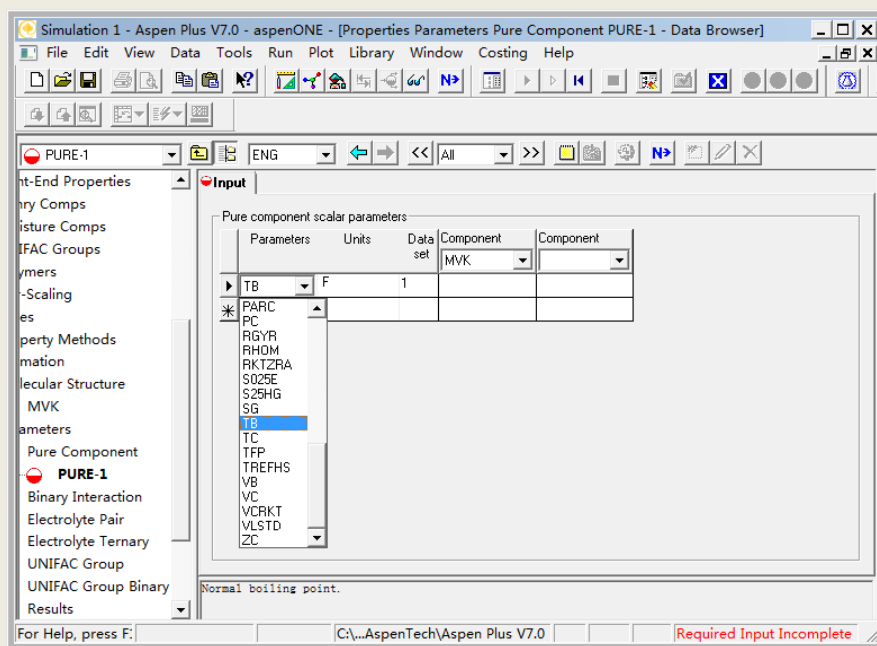 Simulation 1 - Aspen Plus V7.0 - aspenONE - [Properties Parameters Pure Component PURE-1 - Data Browser]
File Edit View Data Tools Run Plot Library Window Costing Help
N
PURE-1 ENG << All >> N
nt-End Properties
ry Comps
isture Comps
IFAC Groups
ymers
-Scaling
es
perty Methods
mation
lecular Structure
MVK
ameters
Pure Component
PURE-1
Binary Interaction
Electrolyte Pair
Electrolyte Ternary
UNIFAC Group
UNIFAC Group Binary
Results
Input
Pure component scalar parameters
Parameters Units Data set Component Component
MVK
TB F 1
PARC
PC
RGYR
RHOM
RKTZRA
S025E
S25HG
SG
TB
TC
TFP
TREFHS
VB
VC
VCRKT
VLSTD
ZC
Normal boiling point.
For Help, press F: C:\...AspenTech\Aspen Plus V7.0 Required Input Incomplete